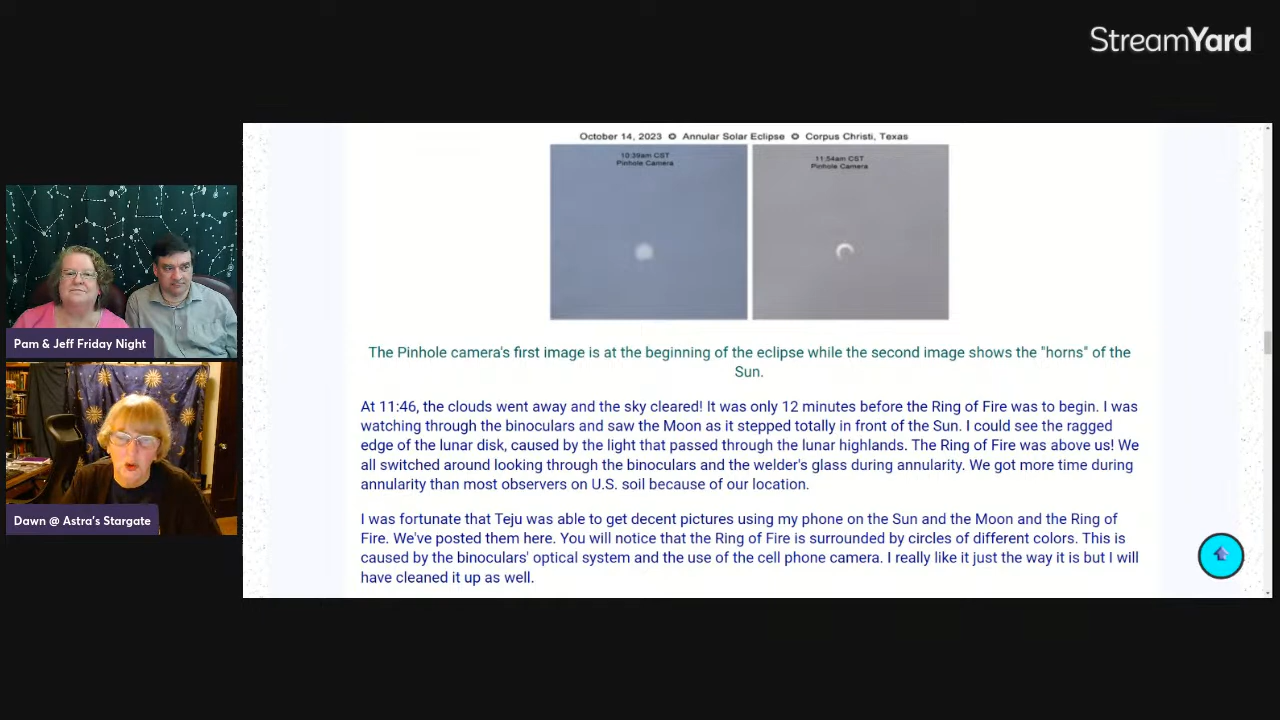 StreamYard
October 14, 2023 ✪ Annular Solar Eclipse ✪ Corpus Christi, Texas
10:39am CST
Pinhole Camera
11:54am CST
Pinhole Camera
The Pinhole camera's first image is at the beginning of the eclipse while the second image shows the "horns" of the
Sun.
At 11:46, the clouds went away and the sky cleared! It was only 12 minutes before the Ring of Fire was to begin. I was
watching through the binoculars and saw the Moon as it stepped totally in front of the Sun. I could see the ragged
edge of the lunar disk, caused by the light that passed through the lunar highlands. The Ring of Fire was above us! We
all switched around looking through the binoculars and the welder's glass during annularity. We got more time during
annularity than most observers on U.S. soil because of our location.
I was fortunate that Teju was able to get decent pictures using my phone on the Sun and the Moon and the Ring of
Fire. We've posted them here. You will notice that the Ring of Fire is surrounded by circles of different colors. This is
caused by the binoculars' optical system and the use of the cell phone camera. I really like it just the way it is but I will
have cleaned it up as well.
Pam & Jeff Friday Night
Dawn @ Astra's Stargate